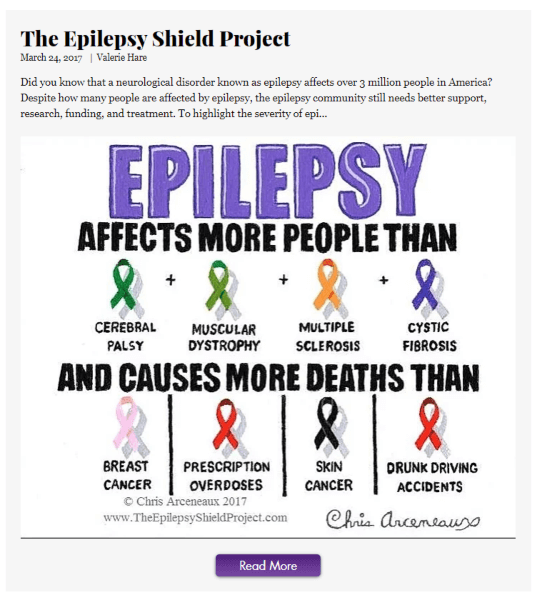 The Epilepsy Shield Project
March 24, 2017 | Valerie Hare
Did you know that a neurological disorder known as epilepsy affects over 3 million people in America?
Despite how many people are affected by epilepsy, the epilepsy community still needs better support,
research, funding, and treatment. To highlight the severity of epi...
EPILEPSY
AFFECTS MORE PEOPLE THAN
+ + +
CEREBRAL PALSY
MUSCULAR DYSTROPHY
MULTIPLE SCLEROSIS
CYSTIC FIBROSIS
AND CAUSES MORE DEATHS THAN
BREAST CANCER
PRESCRIPTION OVERDOSES
SKIN CANCER
DRUNK DRIVING ACCIDENTS
© Chris Arceneaux 2017
www.TheEpilepsyShieldProject.com
Chris Arceneaux
Read More